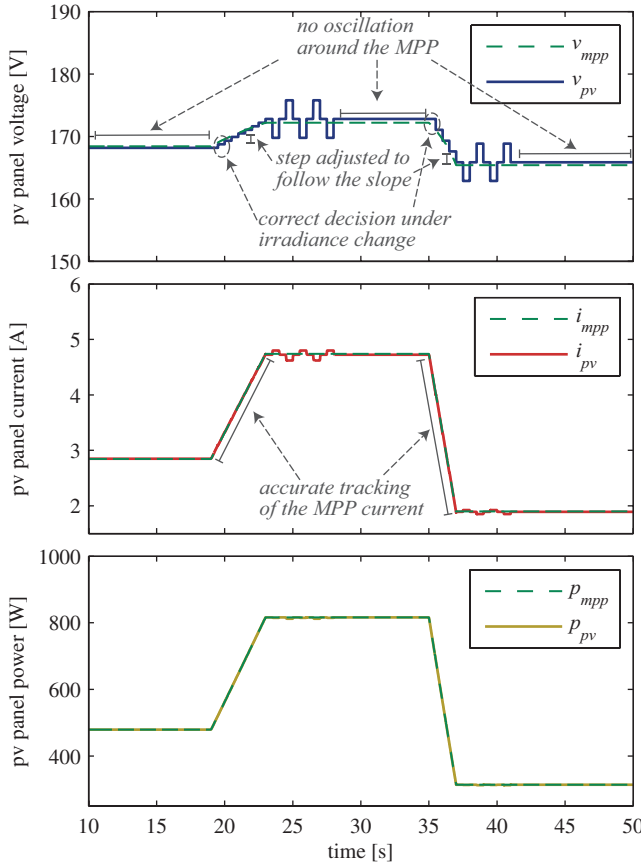 190
180
170
160
150
pv panel voltage [V]
no oscillation
around the MPP
v_mpp
v_pv
step adjusted to
follow the slope
correct decision under
irradiance change
6
5
4
3
2
pv panel current [A]
i_mpp
i_pv
accurate tracking
of the MPP current
1000
800
600
400
pv panel power [W]
p_mpp
p_pv
10 15 20 25 30 35 40 45 50
time [s]